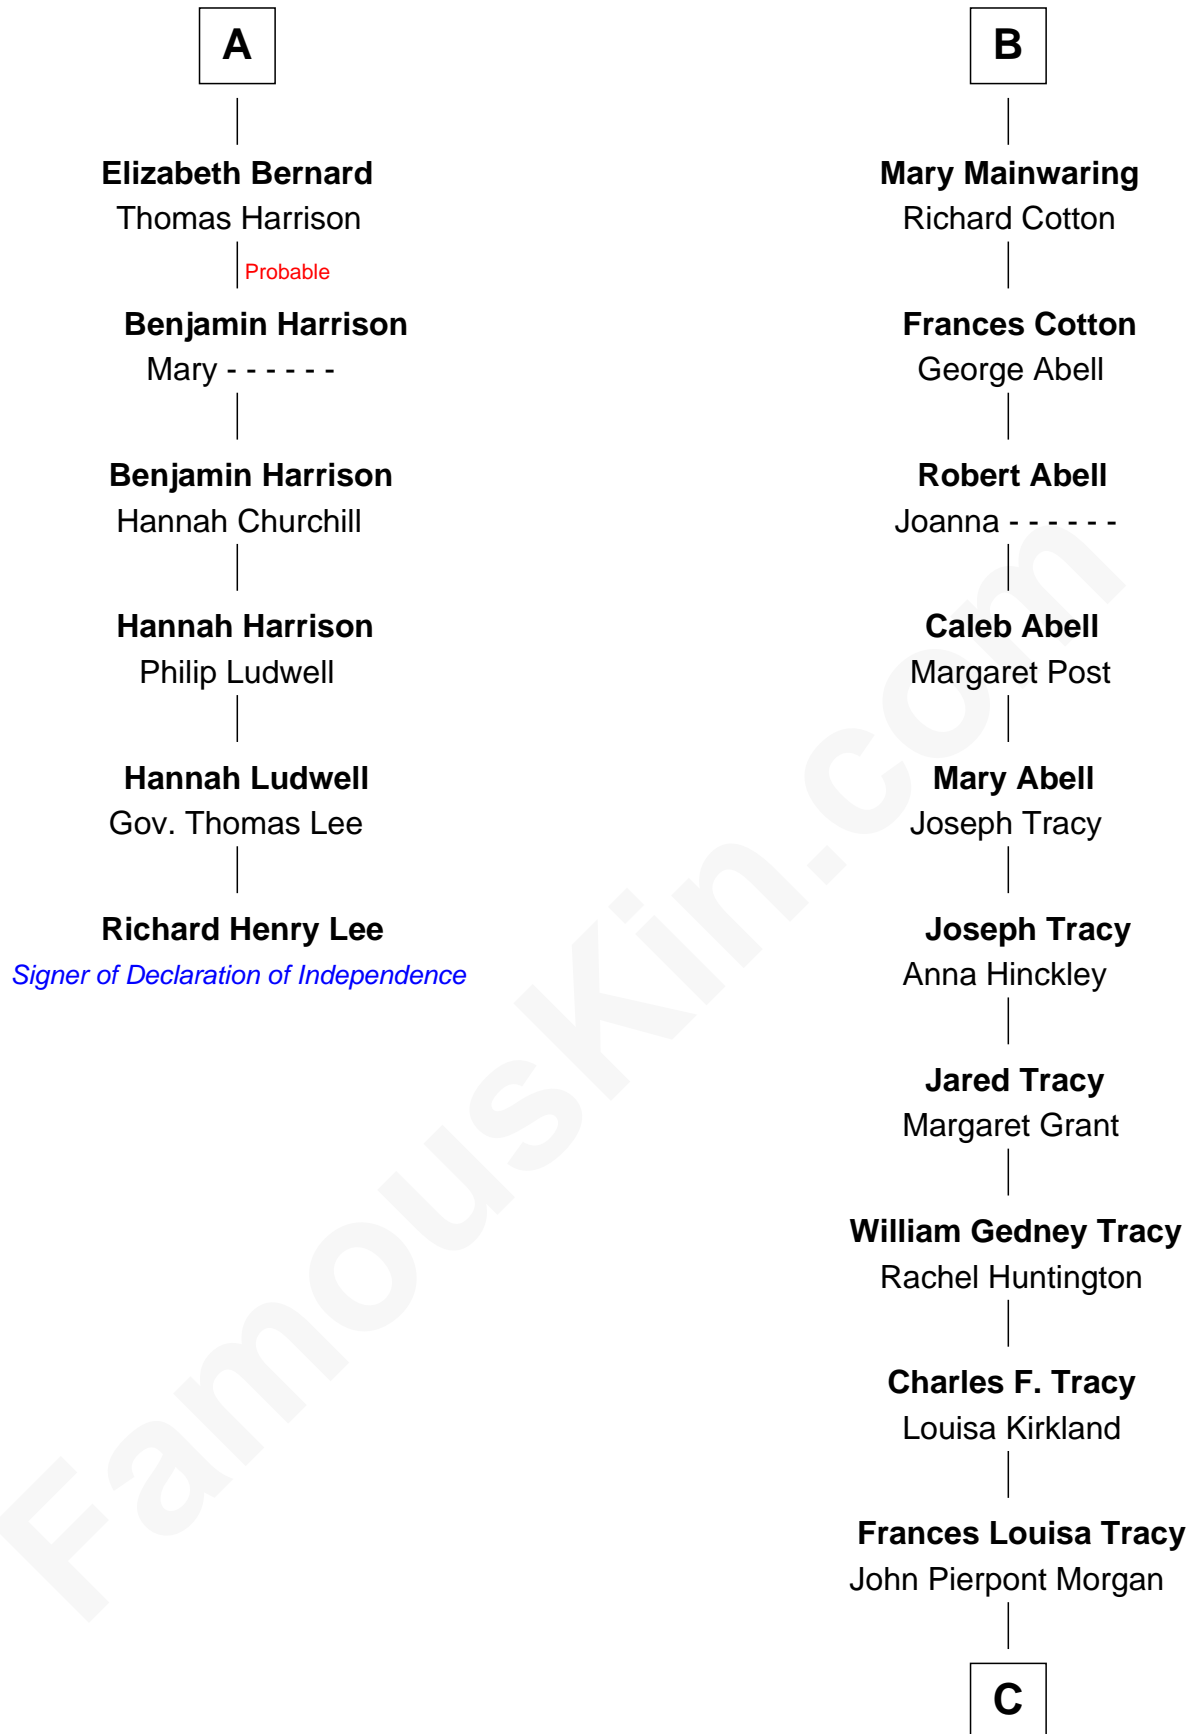 A
Elizabeth Bernard
Thomas Harrison
Probable
Benjamin Harrison
Mary - - - - - -
Benjamin Harrison
Hannah Churchill
Hannah Harrison
Philip Ludwell
Hannah Ludwell
Gov. Thomas Lee
Richard Henry Lee
Signer of Declaration of Independence
B
Mary Mainwaring
Richard Cotton
Frances Cotton
George Abell
Robert Abell
Joanna - - - - - -
Caleb Abell
Margaret Post
Mary Abell
Joseph Tracy
Joseph Tracy
Anna Hinckley
Jared Tracy
Margaret Grant
William Gedney Tracy
Rachel Huntington
Charles F. Tracy
Louisa Kirkland
Frances Louisa Tracy
John Pierpont Morgan
C
FamousKin.com